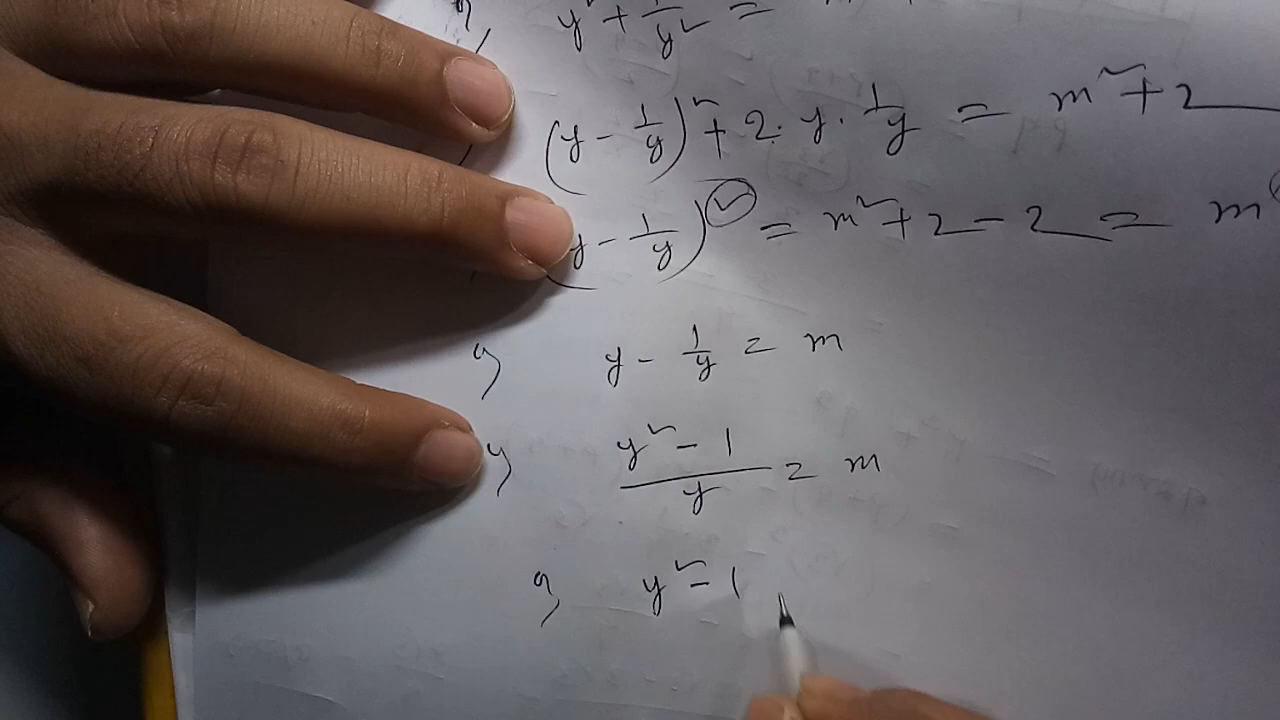 y² + 1/y² =
(y - 1/y)² + 2. y. 1/y = m² + 2
y - 1/y)² = m² + 2 - 2 = m
y - 1/y = m
y² - 1 / y = m
y² - 1